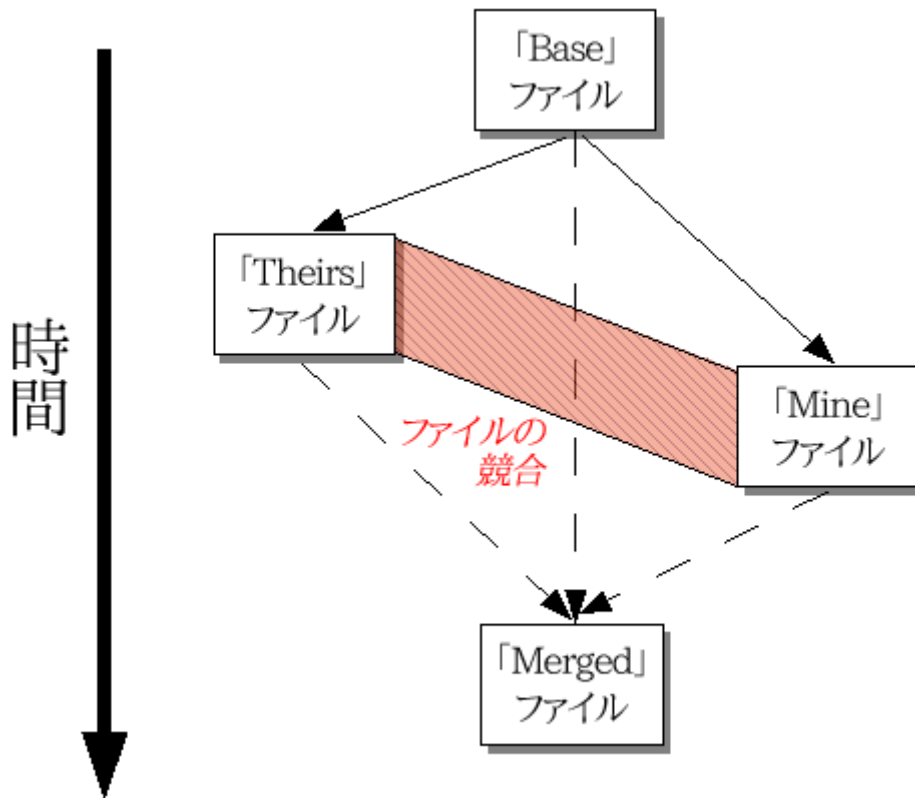 「Base」
ファイル
「Theirs」
ファイル
時間
「Mine」
ファイル
ファイルの
競合
「Merged」
ファイル